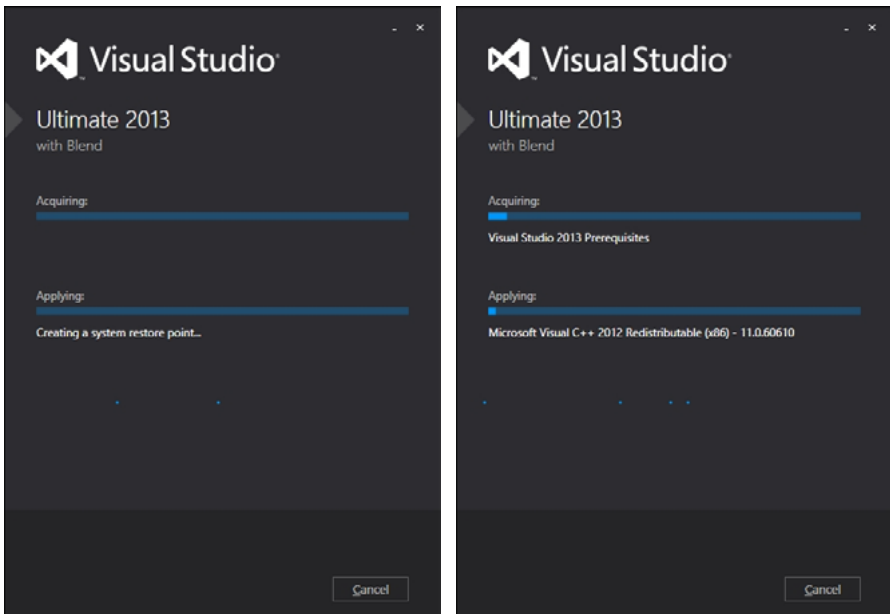 Visual Studio
Ultimate 2013
with Blend
Acquiring:
Applying:
Creating a system restore point...
Cancel
Visual Studio
Ultimate 2013
with Blend
Acquiring:
Visual Studio 2013 Prerequisites
Applying:
Microsoft Visual C++ 2012 Redistributable (x86) - 11.0.60610
Cancel